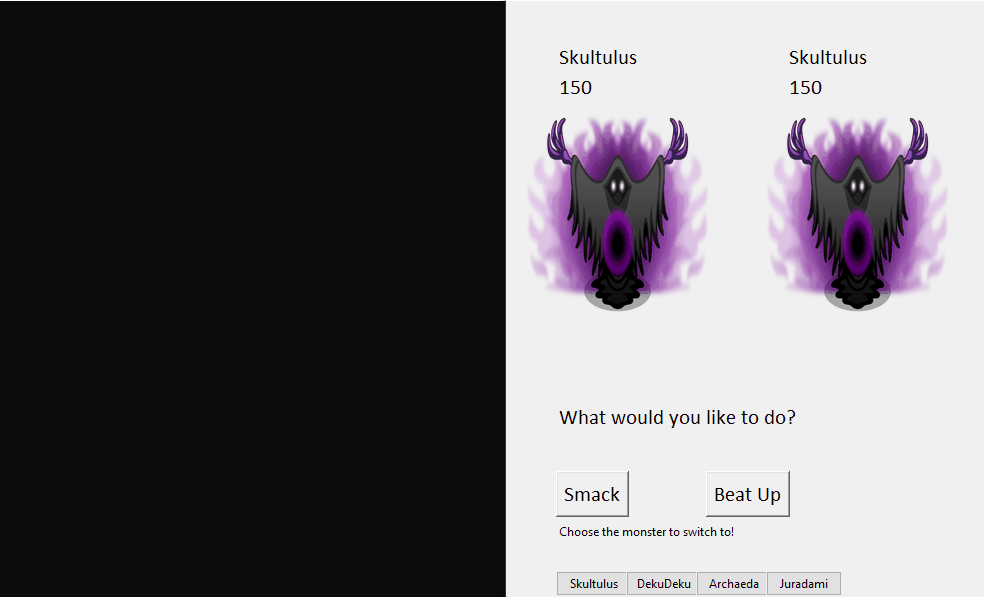 Skultulus Skultulus
150 150
What would you like to do?
Smack Beat Up
Choose the monster to switch to!
Skultulus DekuDeku Archaeda Juradami